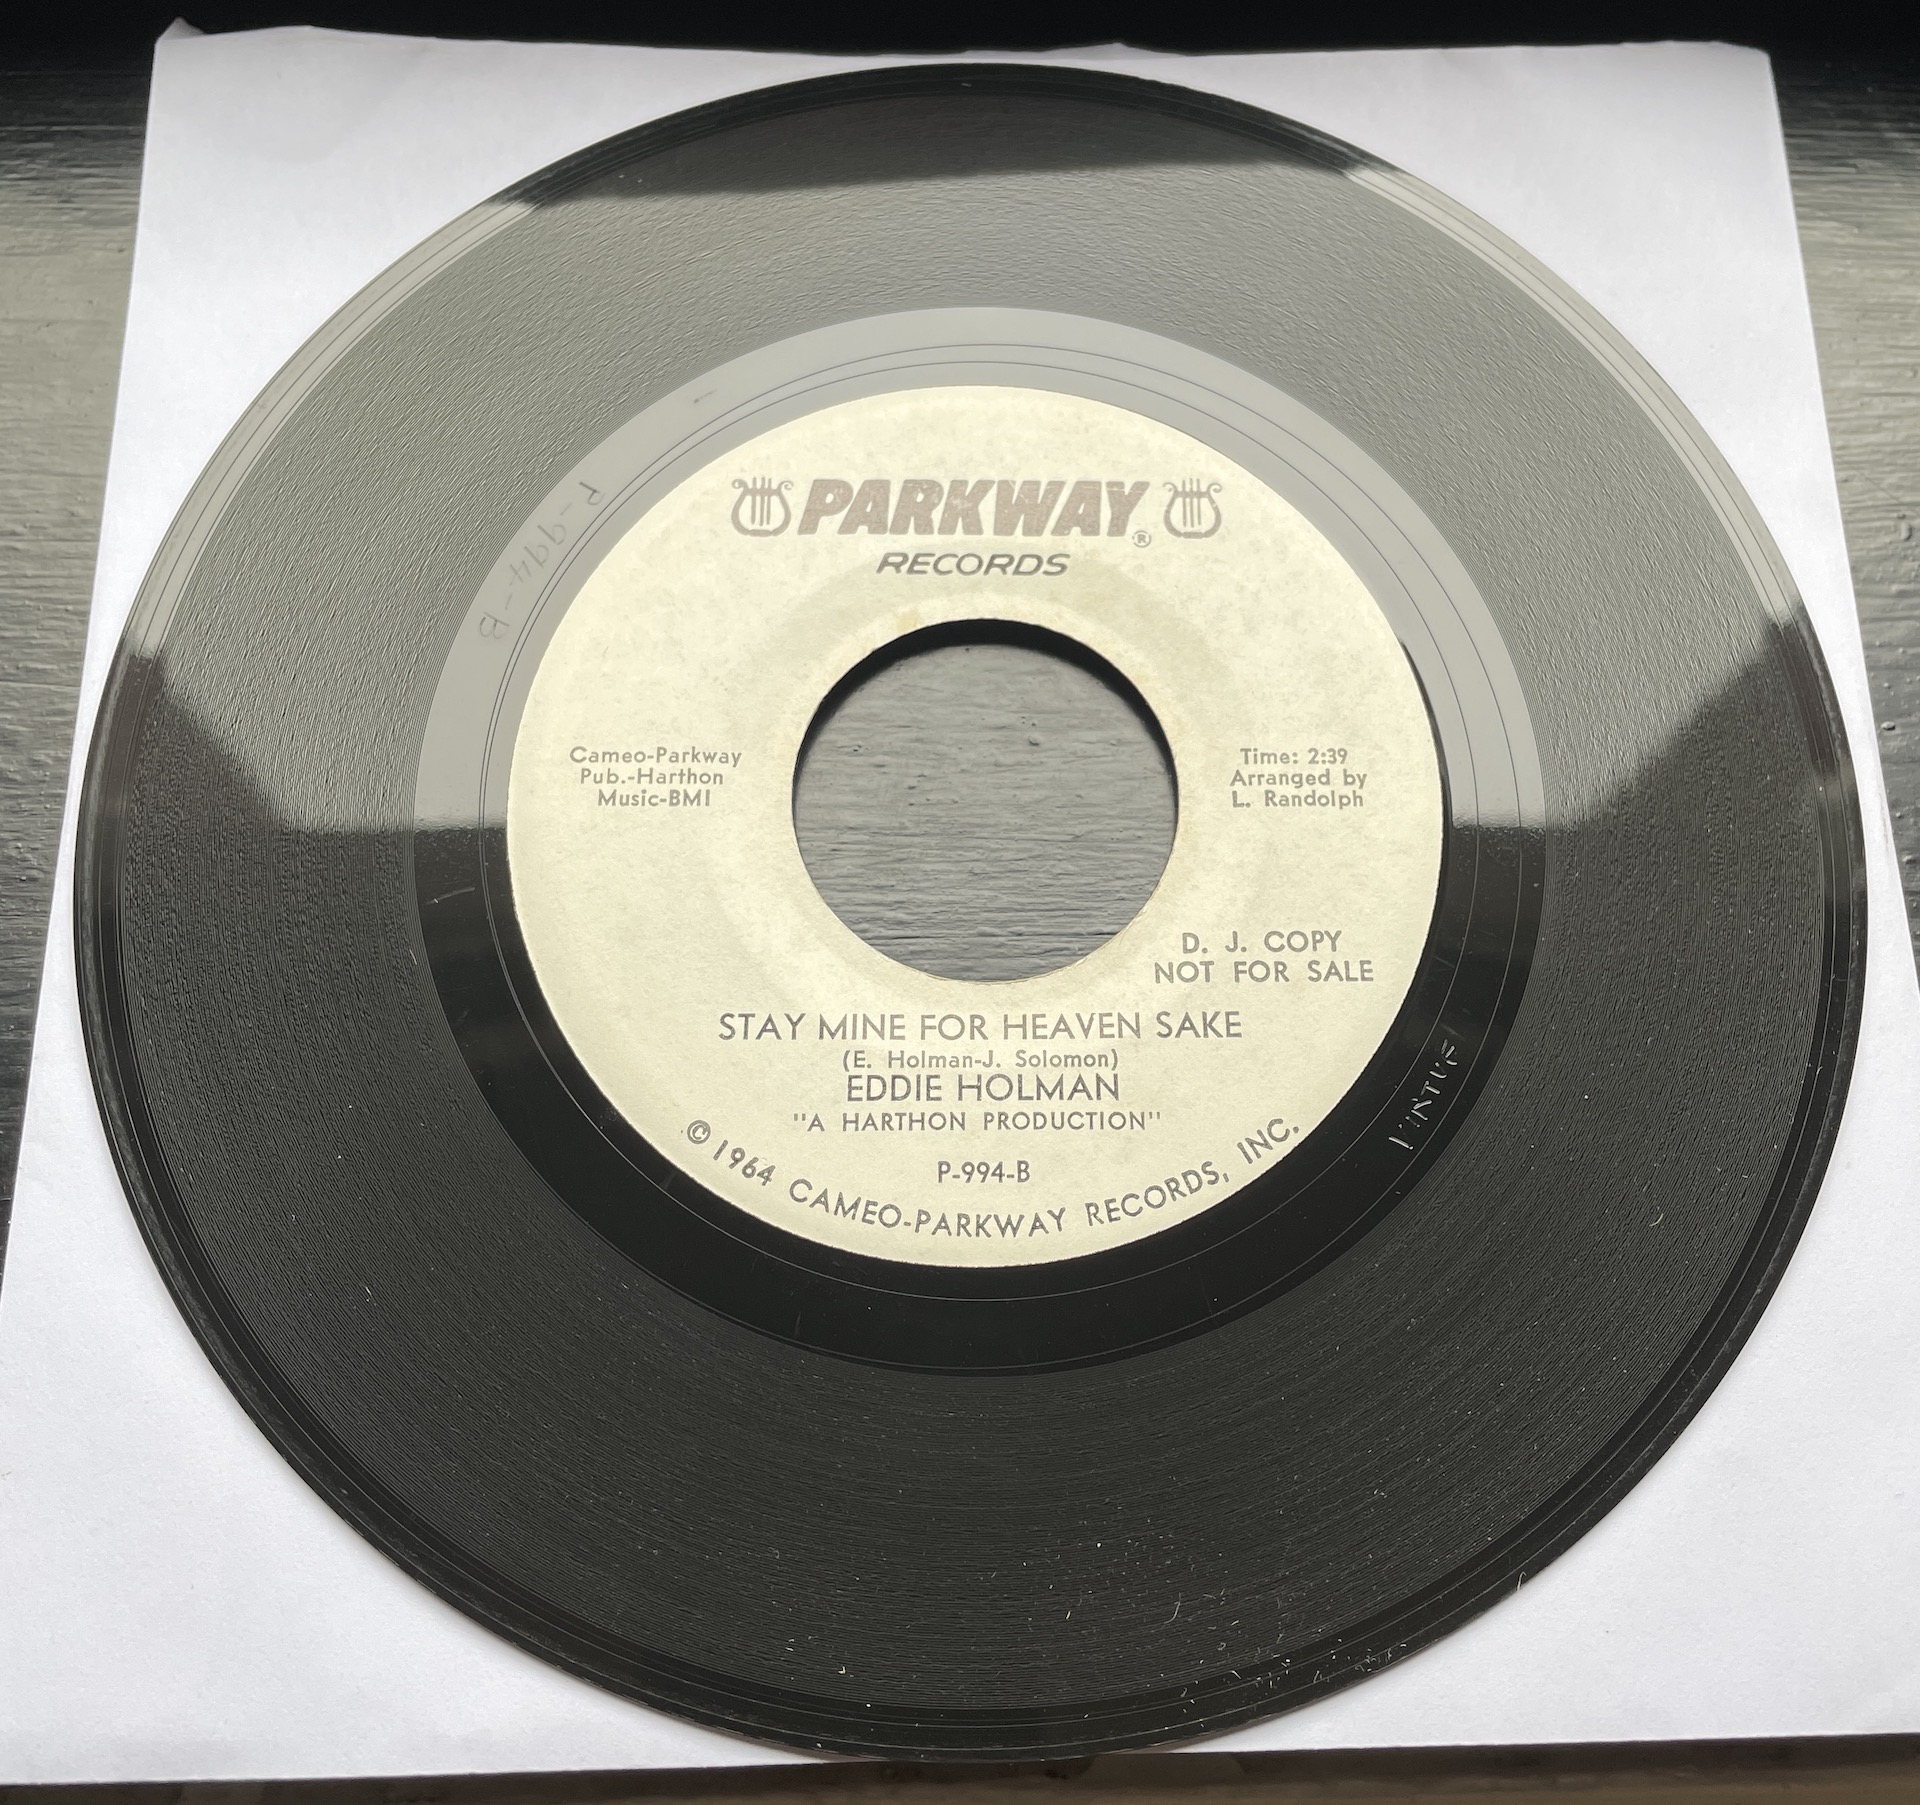 PARKWAY®
RECORDS
P-994-B
Cameo-Parkway
Pub.-Harthon
Music-BMI
Time: 2:39
Arranged by
L. Randolph
D. J. COPY
NOT FOR SALE
STAY MINE FOR HEAVEN SAKE
(E. Holman-J. Solomon)
EDDIE HOLMAN
"A HARTHON PRODUCTION"
P-994-B
© 1964 CAMEO-PARKWAY RECORDS, INC.
VIRTUE